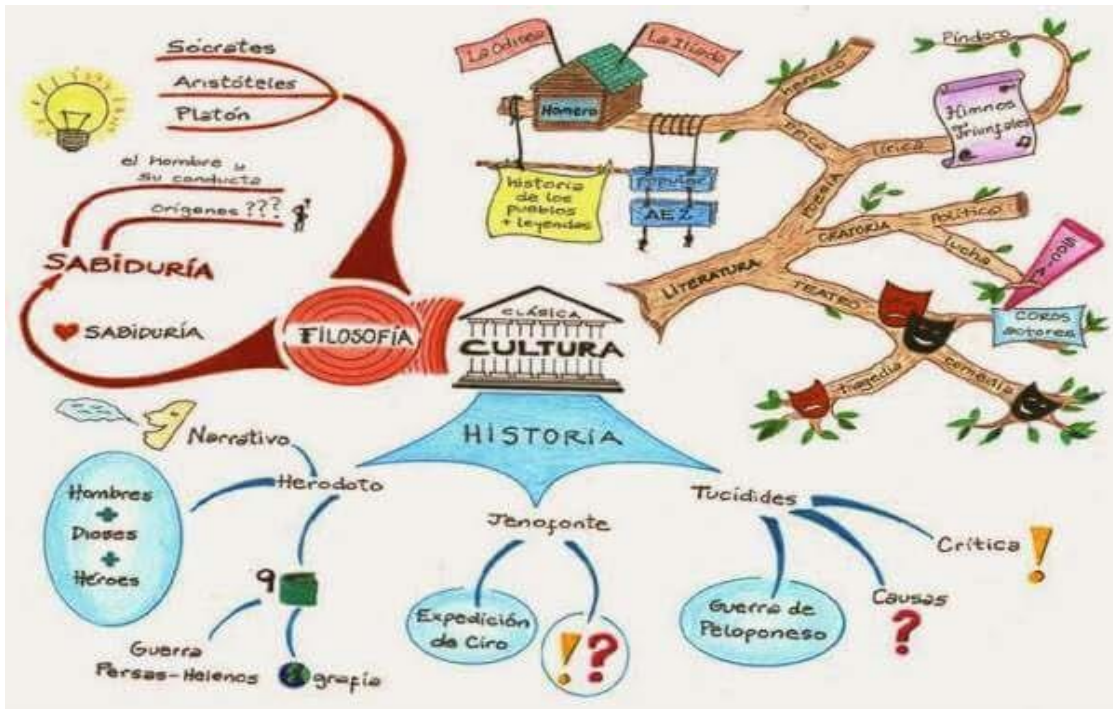 Sócrates
Aristóteles
Platón
el hombre y
su conducta
orígenes ???
SABIDURÍA
SABIDURÍA
FILOSOFÍA
CLÁSICA
CULTURA
La Odisea
La Ilíada
Homero
historia
de los
pueblos
+ leyendas
popular
heroico
épica
POESÍA
Lírica
Píndaro
Himnos
Triunfales
LITERATURA
ORATORIA
Político
Lucha
TEATRO
COROS
actores
tragedia
comedia
HISTORIA
Narrativo
Herodoto
Hombres
+
Dioses
+
Héroes
9
Guerra
Persas-Helenos
grafía
Jenofonte
Expedición
de Ciro
!?
Tucídides
Guerra de
Peloponeso
Causas
?
Crítica !